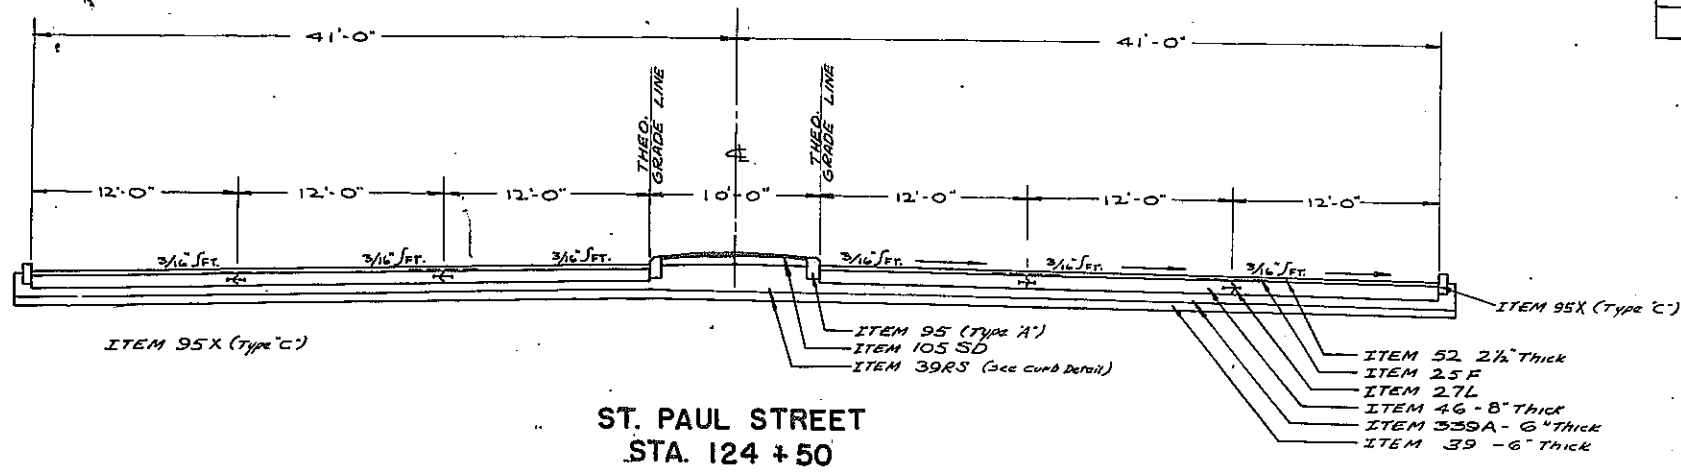 41'-0" 41'-0"
THEO.
GRADE LINE
THEO.
GRADE LINE
12'-0" 12'-0" 12'-0" 10'-0" 12'-0" 12'-0" 12'-0"
3/16"/FT. 3/16"/FT. 3/16"/FT. 3/16"/FT. 3/16"/FT. 3/16"/FT.
ITEM 95X (Type "C")
ITEM 95X (Type "C")
ITEM 95 (Type "A")
ITEM 105 SD
ITEM 39RS (see curb Detail)
ITEM 52 2½" Thick
ITEM 25F
ITEM 27L
ITEM 46 - 8" Thick
ITEM 339A - 6" Thick
ITEM 39 - 6" Thick
ST. PAUL STREET
STA. 124 + 50